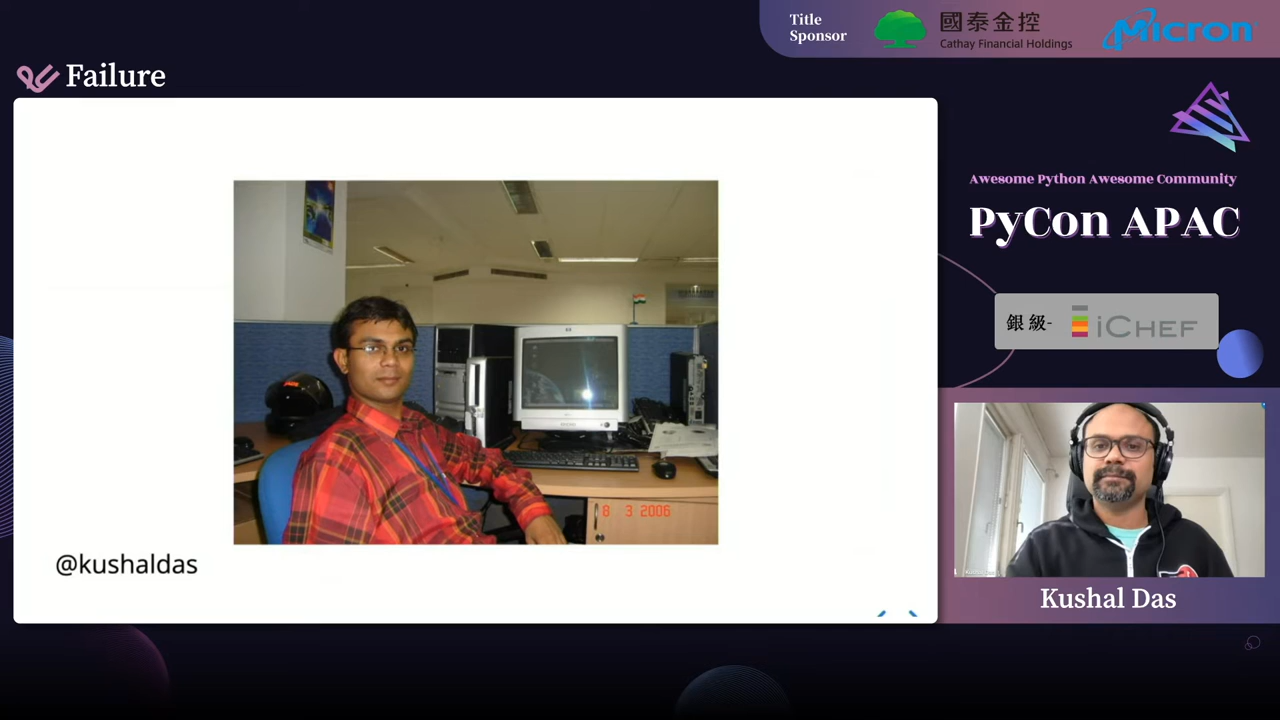 Title
Sponsor
國泰金控
Cathay Financial Holdings
Micron
Failure
Awesome Python Awesome Community
PyCon APAC
銀級-
iCHEF
8 3 2006
@kushaldas
Kushal Das